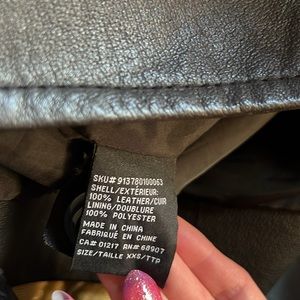 SKU# 913780100063
SHELL/EXTÉRIEUR:
100% LEATHER/CUIR
LINING/DOUBLURE
100% POLYESTER
MADE IN CHINA
FABRIQUÉ EN CHINE
CA# 01217 RN# 68907
SIZE/TAILLE XXS/TTP